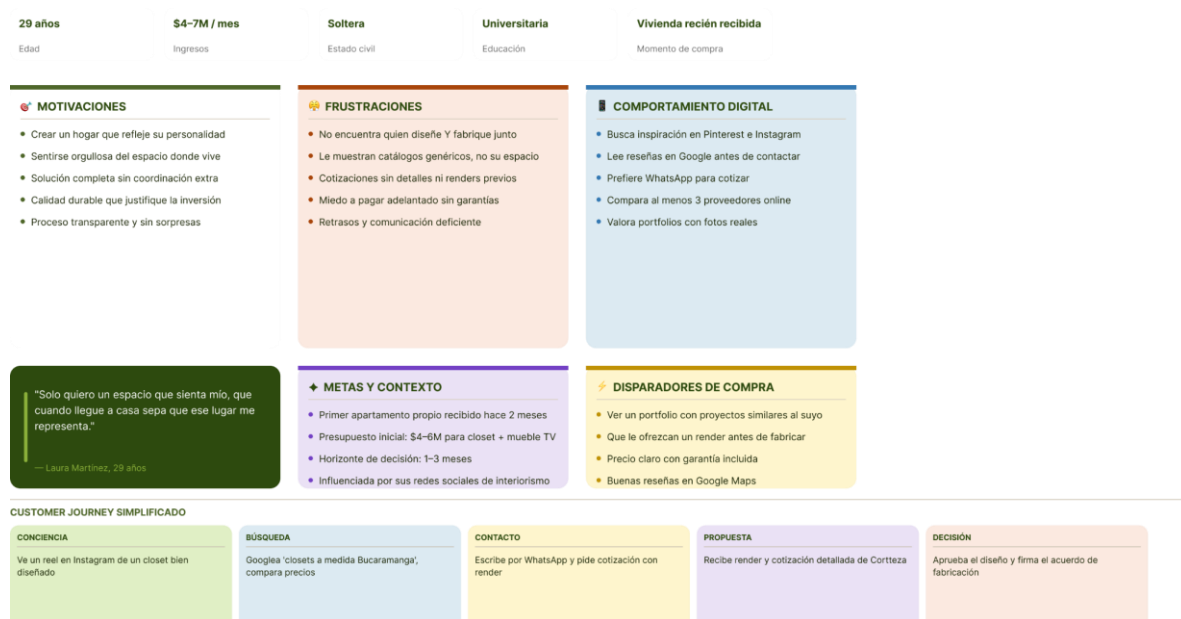 29 años
Edad
$4–7M / mes
Ingresos
Soltera
Estado civil
Universitaria
Educación
Vivienda recién recibida
Momento de compra
MOTIVACIONES
Crear un hogar que refleje su personalidad
Sentirse orgullosa del espacio donde vive
Solución completa sin coordinación extra
Calidad durable que justifique la inversión
Proceso transparente y sin sorpresas
FRUSTRACIONES
No encuentra quien diseñe Y fabrique junto
Le muestran catálogos genéricos, no su espacio
Cotizaciones sin detalles ni renders previos
Miedo a pagar adelantado sin garantías
Retrasos y comunicación deficiente
COMPORTAMIENTO DIGITAL
Busca inspiración en Pinterest e Instagram
Lee reseñas en Google antes de contactar
Prefiere WhatsApp para cotizar
Compara al menos 3 proveedores online
Valora portfolios con fotos reales
"Solo quiero un espacio que sienta mío, que
cuando llegue a casa sepa que ese lugar me
representa."
— Laura Martínez, 29 años
METAS Y CONTEXTO
Primer apartamento propio recibido hace 2 meses
Presupuesto inicial: $4–6M para closet + mueble TV
Horizonte de decisión: 1–3 meses
Influenciada por sus redes sociales de interiorismo
DISPARADORES DE COMPRA
Ver un portfolio con proyectos similares al suyo
Que le ofrezcan un render antes de fabricar
Precio claro con garantía incluida
Buenas reseñas en Google Maps
CUSTOMER JOURNEY SIMPLIFICADO
CONCIENCIA
Ve un reel en Instagram de un closet bien
diseñado
BÚSQUEDA
Googlea 'closets a medida Bucaramanga',
compara precios
CONTACTO
Escribe por WhatsApp y pide cotización con
render
PROPUESTA
Recibe render y cotización detallada de Cortteza
DECISIÓN
Aprueba el diseño y firma el acuerdo de
fabricación